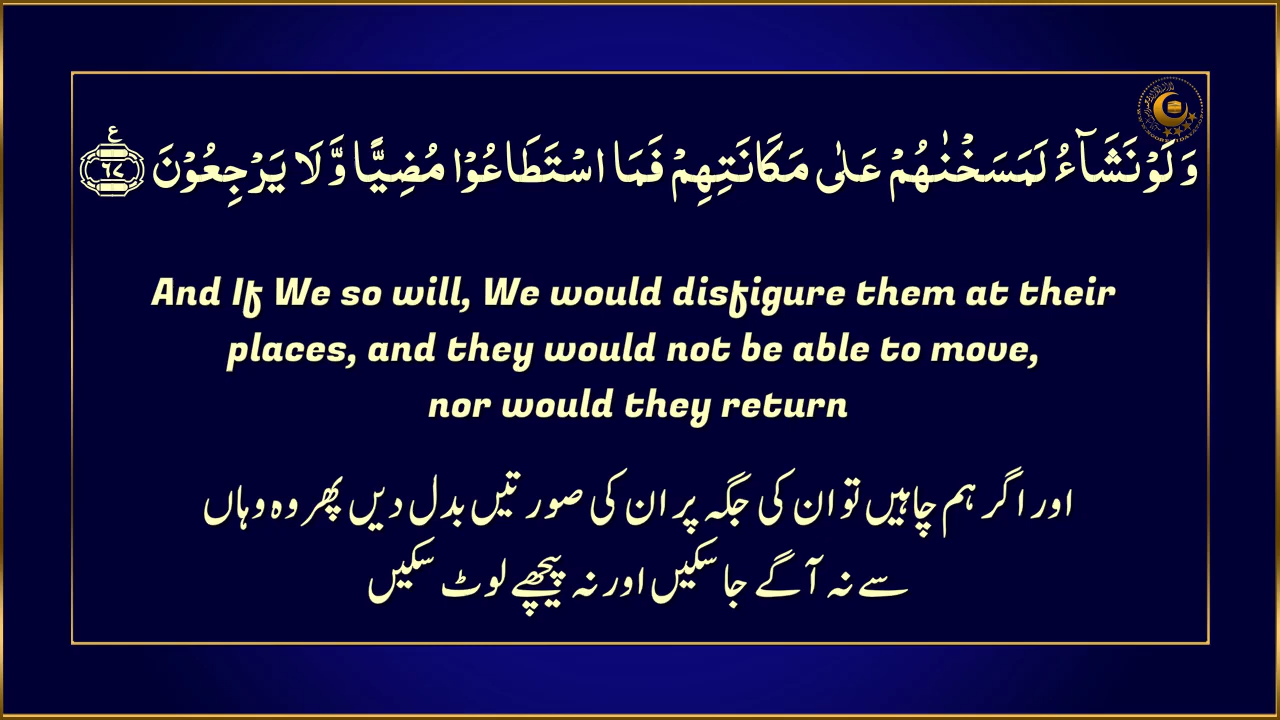 وَلَوْ نَشَآءُ لَمَسَخْنٰهُمْ عَلٰى مَكَانَتِهِمْ فَمَا اسْتَطَاعُوْا مُضِيًّا وَّلَا يَرْجِعُوْنَ ٦٧ ع
And If We so will, We would disfigure them at their
places, and they would not be able to move,
nor would they return
اور اگر ہم چاہیں تو ان کی جگہ پر ان کی صورتیں بدل دیں پھر وہ وہاں
سے نہ آگے جا سکیں اور نہ پیچھے لوٹ سکیں